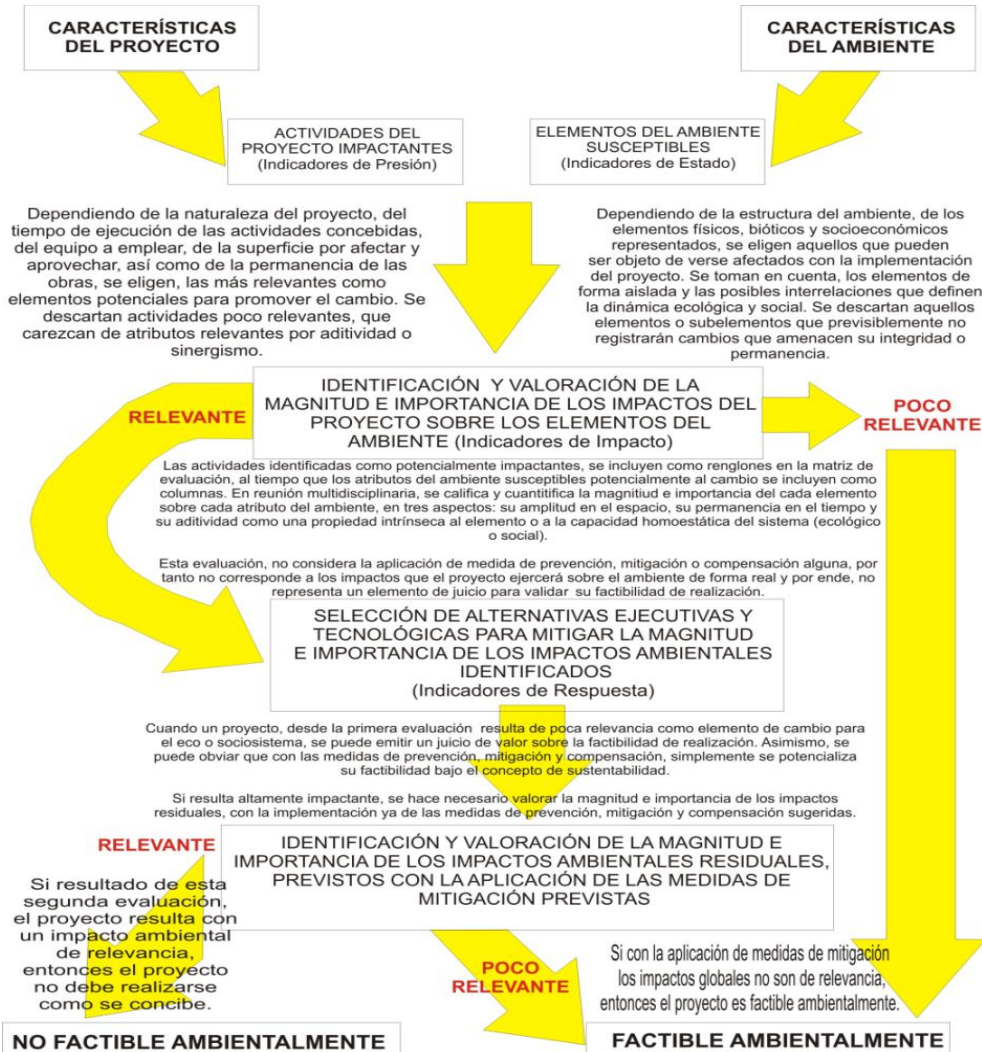 CARACTERÍSTICAS
DEL PROYECTO
CARACTERÍSTICAS
DEL AMBIENTE
ACTIVIDADES DEL
PROYECTO IMPACTANTES
(Indicadores de Presión)
ELEMENTOS DEL AMBIENTE
SUSCEPTIBLES
(Indicadores de Estado)
Dependiendo de la naturaleza del proyecto, del
tiempo de ejecución de las actividades concebidas,
del equipo a emplear, de la superficie por afectar y
aprovechar, así como de la permanencia de las
obras, se eligen, las más relevantes como
elementos potenciales para promover el cambio. Se
descartan actividades poco relevantes, que
carezcan de atributos relevantes por aditividad o
sinergismo.
Dependiendo de la estructura del ambiente, de los
elementos físicos, bióticos y socioeconómicos
representados, se eligen aquellos que pueden
ser objeto de verse afectados con la implementación
del proyecto. Se toman en cuenta, los elementos de
forma aislada y las posibles interrelaciones que definen
la dinámica ecológica y social. Se descartan aquellos
elementos o subelementos que previsiblemente no
registrarán cambios que amenacen su integridad o
permanencia.
IDENTIFICACIÓN Y VALORACIÓN DE LA
MAGNITUD E IMPORTANCIA DE LOS IMPACTOS DEL
PROYECTO SOBRE LOS ELEMENTOS DEL
AMBIENTE (Indicadores de Impacto)
RELEVANTE
POCO
RELEVANTE
Las actividades identificadas como potencialmente impactantes, se incluyen como renglones en la matriz de
evaluación, al tiempo que los atributos del ambiente susceptibles potencialmente al cambio se incluyen como
columnas. En reunión multidisciplinaria, se califica y cuantitifica la magnitiud e importancia del cada elemento
sobre cada atributo del ambiente, en tres aspectos: su amplitud en el espacio, su permanencia en el tiempo y
su aditividad como una propiedad intrínseca al elemento o a la capacidad homoestática del sistema (ecológico
o social).
Esta evaluación, no considera la aplicación de medida de prevención, mitigación o compensación alguna, por
tanto no corresponde a los impactos que el proyecto ejercerá sobre el ambiente de forma real y por ende, no
representa un elemento de juicio para validar su factibilidad de realización.
SELECCIÓN DE ALTERNATIVAS EJECUTIVAS Y
TECNOLÓGICAS PARA MITIGAR LA MAGNITUD
E IMPORTANCIA DE LOS IMPACTOS AMBIENTALES
IDENTIFICADOS
(Indicadores de Respuesta)
Cuando un proyecto, desde la primera evaluación resulta de poca relevancia como elemento de cambio para
el eco o sociosistema, se puede emitir un juicio de valor sobre la factibilidad de realización. Asimismo, se
puede obviar que con las medidas de prevención, mitigación y compensación, simplemente se potencializa
su factibilidad bajo el concepto de sustentabilidad.
Si resulta altamente impactante, se hace necesario valorar la magnitud e importancia de los impactos
residuales, con la implementación ya de las medidas de prevención, mitigación y compensación sugeridas.
RELEVANTE
IDENTIFICACIÓN Y VALORACIÓN DE LA MAGNITUD E
IMPORTANCIA DE LOS IMPACTOS AMBIENTALES RESIDUALES,
PREVISTOS CON LA APLICACIÓN DE LAS MEDIDAS DE
MITIGACIÓN PREVISTAS
Si resultado de esta
segunda evaluación,
el proyecto resulta con
un impacto ambiental
de relevancia,
entonces el proyecto
no debe realizarse
como se concibe.
POCO
RELEVANTE
Si con la aplicación de medidas de mitigación
los impactos globales no son de relevancia,
entonces el proyecto es factible ambientalmente.
NO FACTIBLE AMBIENTALMENTE
FACTIBLE AMBIENTALMENTE